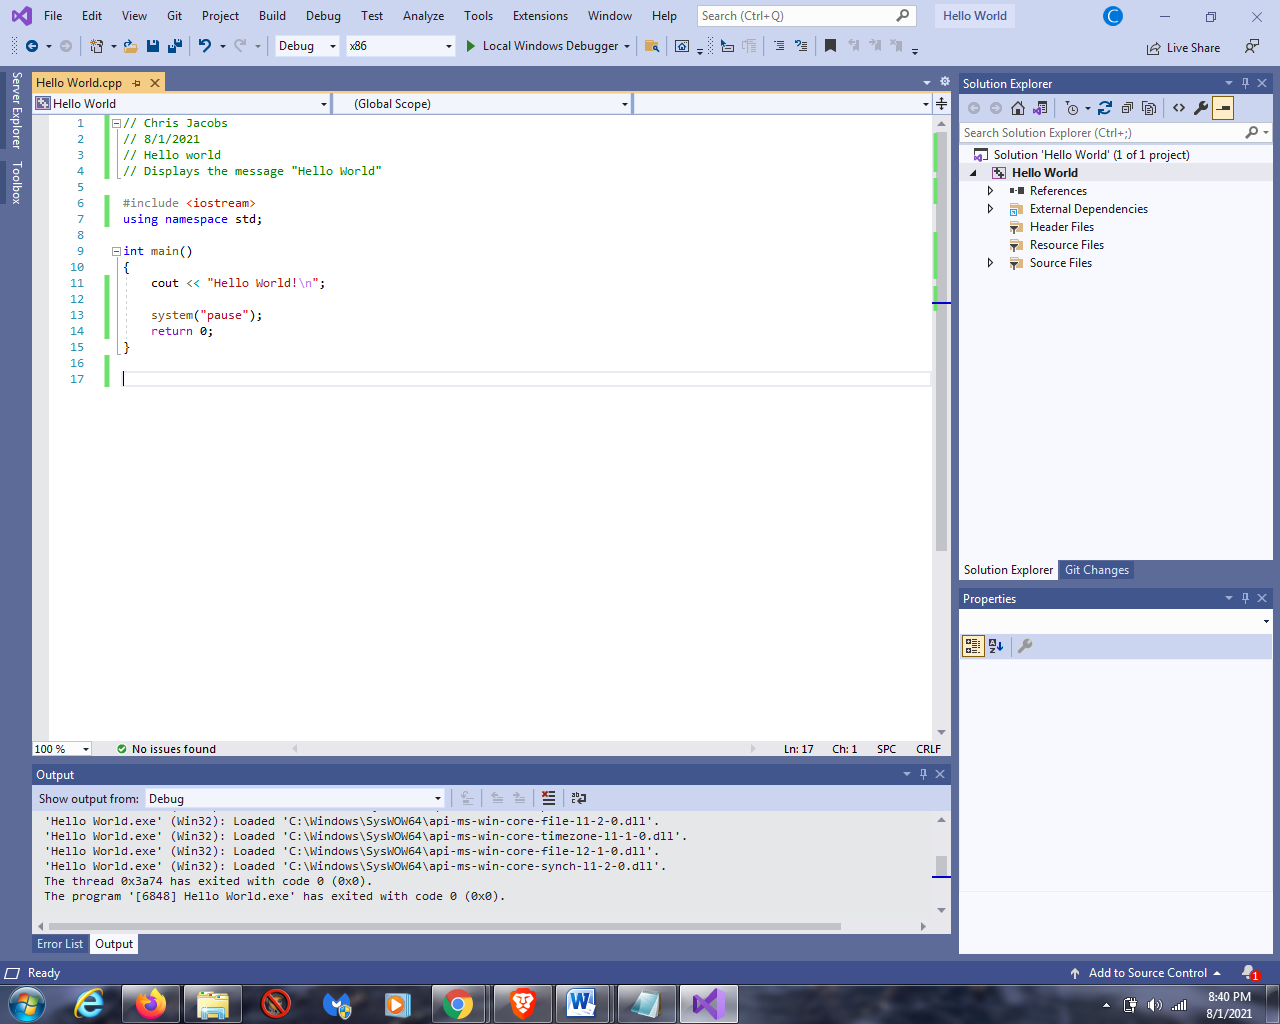 File Edit View Git Project Build Debug Test Analyze Tools Extensions Window Help Search (Ctrl+Q) Hello World C
Debug x86 Local Windows Debugger Live Share
Server Explorer
Toolbox
Hello World.cpp
Hello World (Global Scope)
1 // Chris Jacobs
2 // 8/1/2021
3 // Hello world
4 // Displays the message "Hello World"
5
6 #include <iostream>
7 using namespace std;
8
9 int main()
10 {
11 cout << "Hello World!\n";
12
13 system("pause");
14 return 0;
15 }
16
17
100 % No issues found Ln: 17 Ch: 1 SPC CRLF
Output
Show output from: Debug
'Hello World.exe' (Win32): Loaded 'C:\Windows\SysWOW64\api-ms-win-core-file-l1-2-0.dll'.
'Hello World.exe' (Win32): Loaded 'C:\Windows\SysWOW64\api-ms-win-core-timezone-l1-1-0.dll'.
'Hello World.exe' (Win32): Loaded 'C:\Windows\SysWOW64\api-ms-win-core-file-l2-1-0.dll'.
'Hello World.exe' (Win32): Loaded 'C:\Windows\SysWOW64\api-ms-win-core-synch-l1-2-0.dll'.
The thread 0x3a74 has exited with code 0 (0x0).
The program '[6848] Hello World.exe' has exited with code 0 (0x0).
Error List Output
Solution Explorer
Search Solution Explorer (Ctrl+;)
Solution 'Hello World' (1 of 1 project)
Hello World
References
External Dependencies
Header Files
Resource Files
Source Files
Solution Explorer Git Changes
Properties
Ready Add to Source Control 1
8:40 PM
8/1/2021